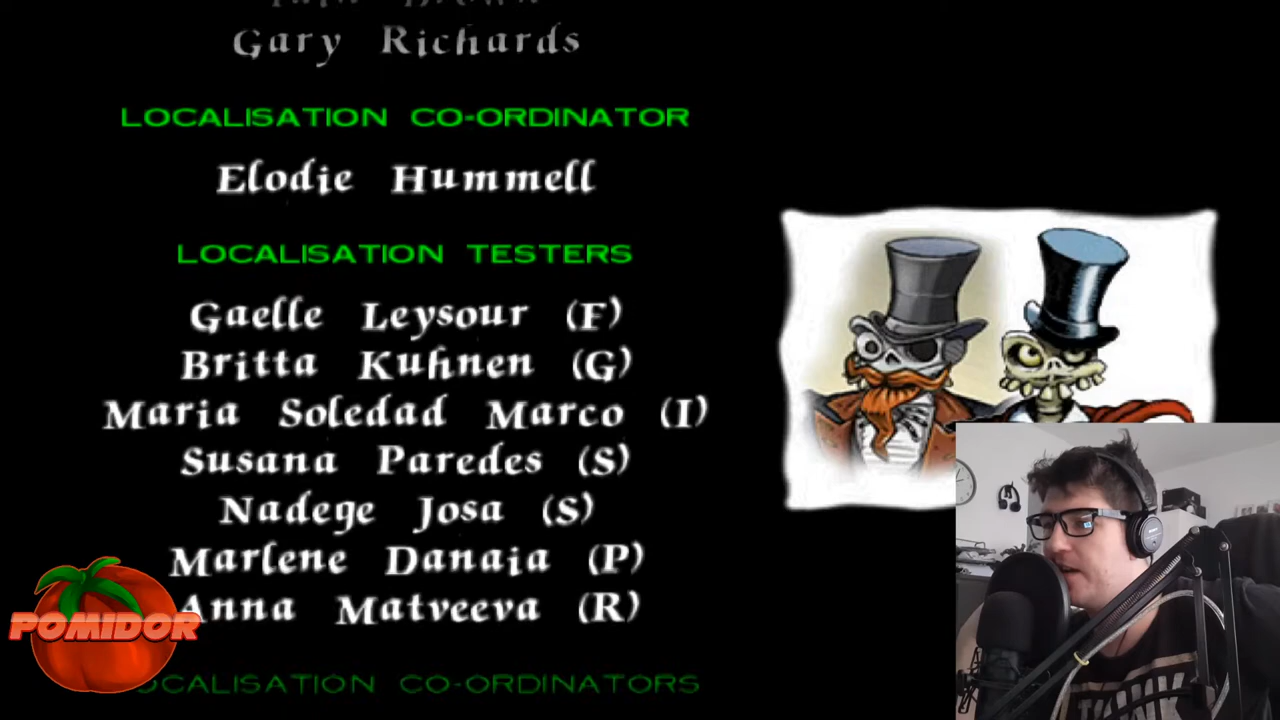 Gary Richards
LOCALISATION CO-ORDINATOR
Elodie Hummell
LOCALISATION TESTERS
Gaelle Leysour (F)
Britta Kuhnen (G)
Maria Soledad Marco (I)
Susana Paredes (S)
Nadege Josa (S)
Marlene Danaia (P)
Anna Matveeva (R)
POMIDOR
LOCALISATION CO-ORDINATORS